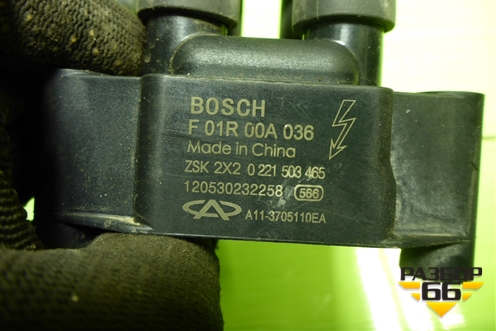 BOSCH
F 01R 00A 036
Made in China
ZSK 2X2 0 221 503 465
120530232258 566
A11-3705110EA
РАЗБОР
66